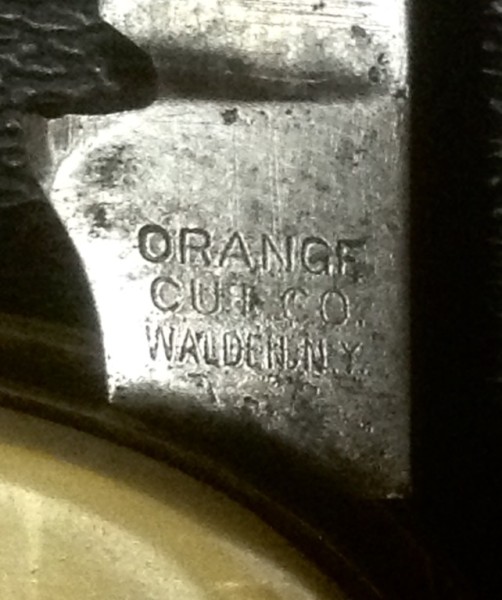 ORANGE
CUT. CO.
WALDEN. N.Y.